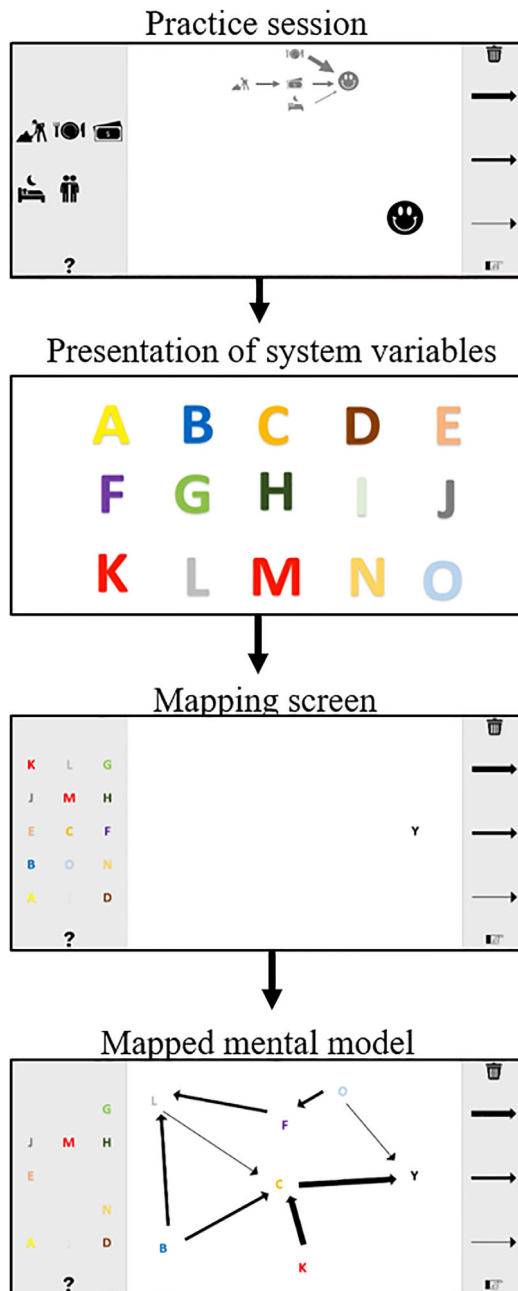 Practice session
$
?
Presentation of system variables
A B C D E
F G H I J
K L M N O
Mapping screen
K L G
J M H
E C F
Y
B O N
A I D
?
Mapped mental model
L O
G
F
J M H
E C Y
N
B
A I D
K
?